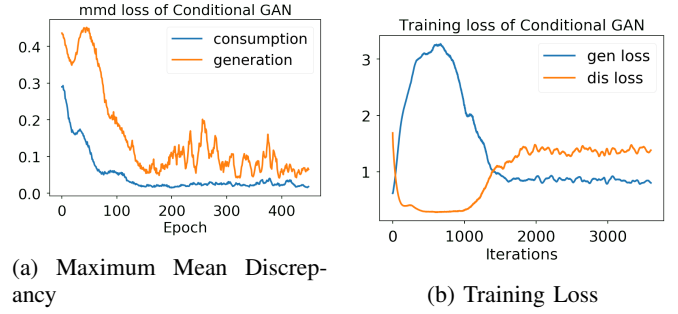 mmd loss of Conditional GAN
0.4
0.3
0.2
0.1
0.0
consumption
generation
0 100 200 300 400
Epoch
(a) Maximum Mean Discrep-
ancy
Training loss of Conditional GAN
3
2
1
gen loss
dis loss
0 1000 2000 3000
Iterations
(b) Training Loss